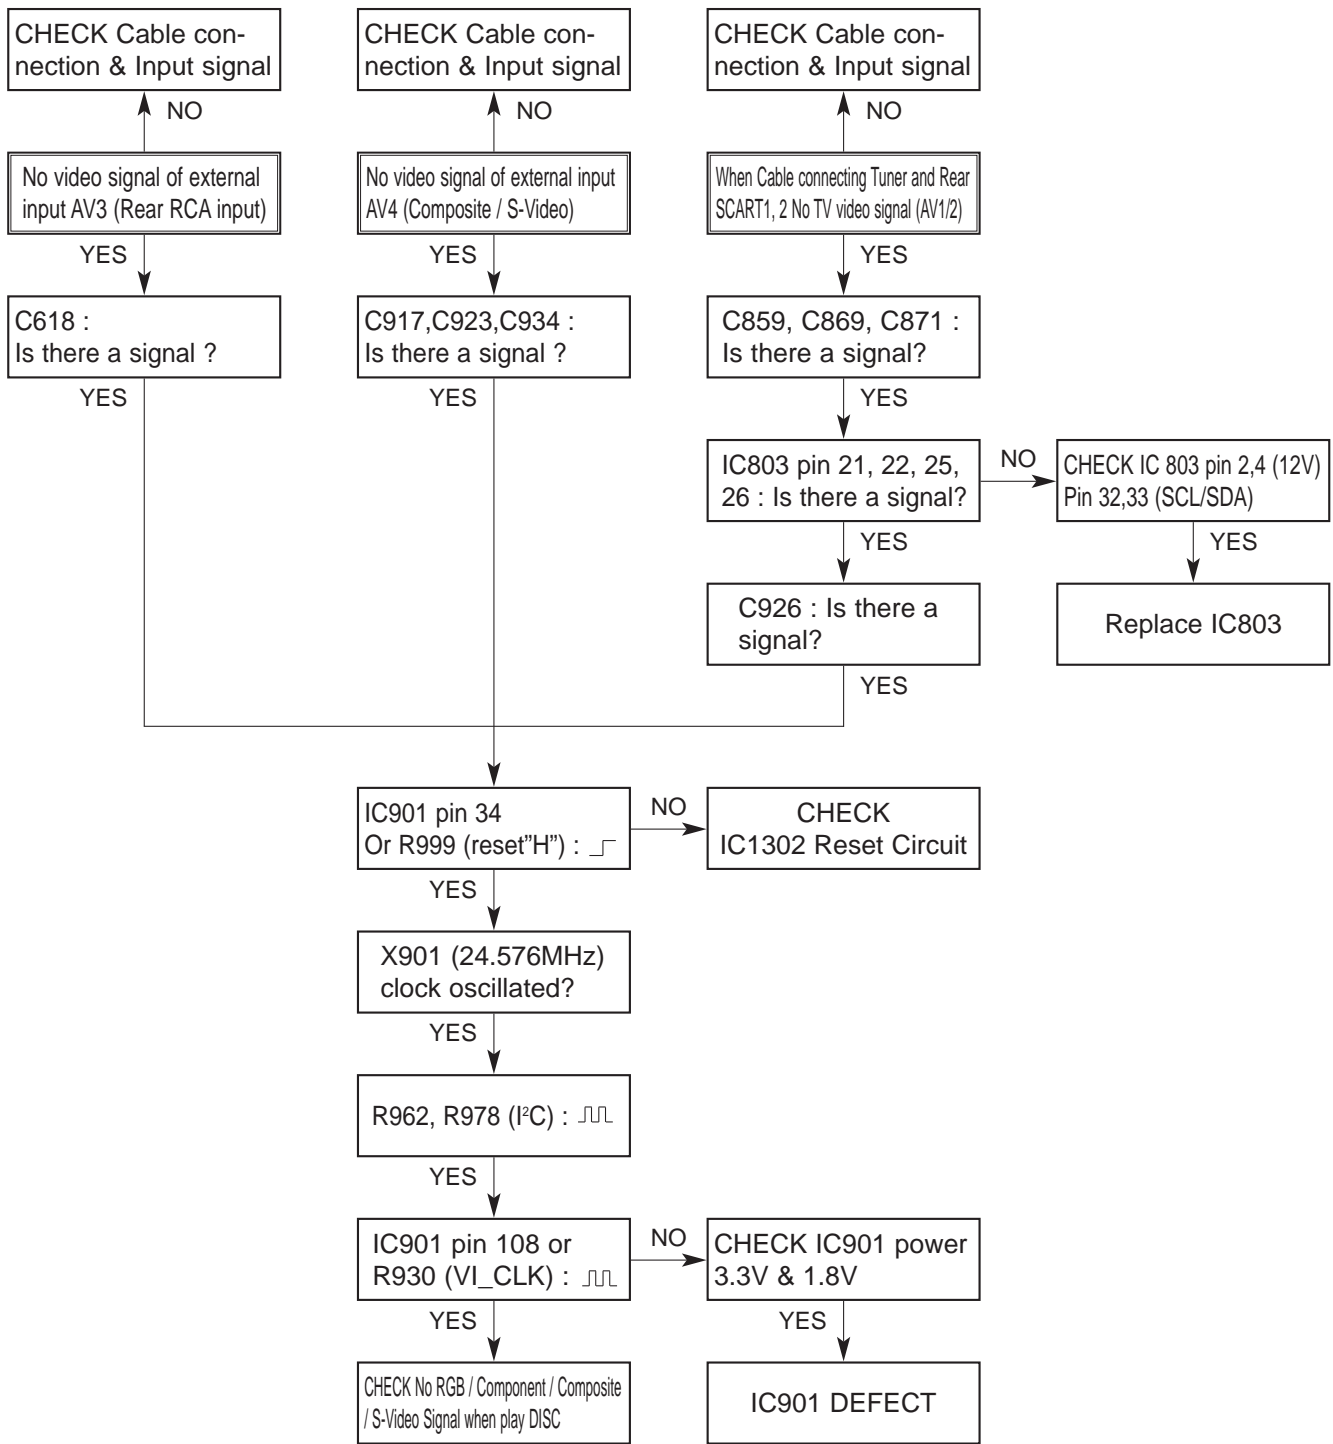 CHECK Cable con-
nection & Input signal
CHECK Cable con-
nection & Input signal
CHECK Cable con-
nection & Input signal
NO
NO
NO
No video signal of external
input AV3 (Rear RCA input)
No video signal of external input
AV4 (Composite / S-Video)
When Cable connecting Tuner and Rear
SCART1, 2 No TV video signal (AV1/2)
YES
YES
YES
C618 :
Is there a signal ?
C917,C923,C934 :
Is there a signal ?
C859, C869, C871 :
Is there a signal?
YES
YES
YES
IC803 pin 21, 22, 25,
26 : Is there a signal?
NO
CHECK IC 803 pin 2,4 (12V)
Pin 32,33 (SCL/SDA)
YES
YES
C926 : Is there a
signal?
Replace IC803
YES
IC901 pin 34
Or R999 (reset”H”) :
NO
CHECK
IC1302 Reset Circuit
YES
X901 (24.576MHz)
clock oscillated?
YES
R962, R978 (I²C) :
YES
IC901 pin 108 or
R930 (VI_CLK) :
NO
CHECK IC901 power
3.3V & 1.8V
YES
YES
CHECK No RGB / Component / Composite
/ S-Video Signal when play DISC
IC901 DEFECT